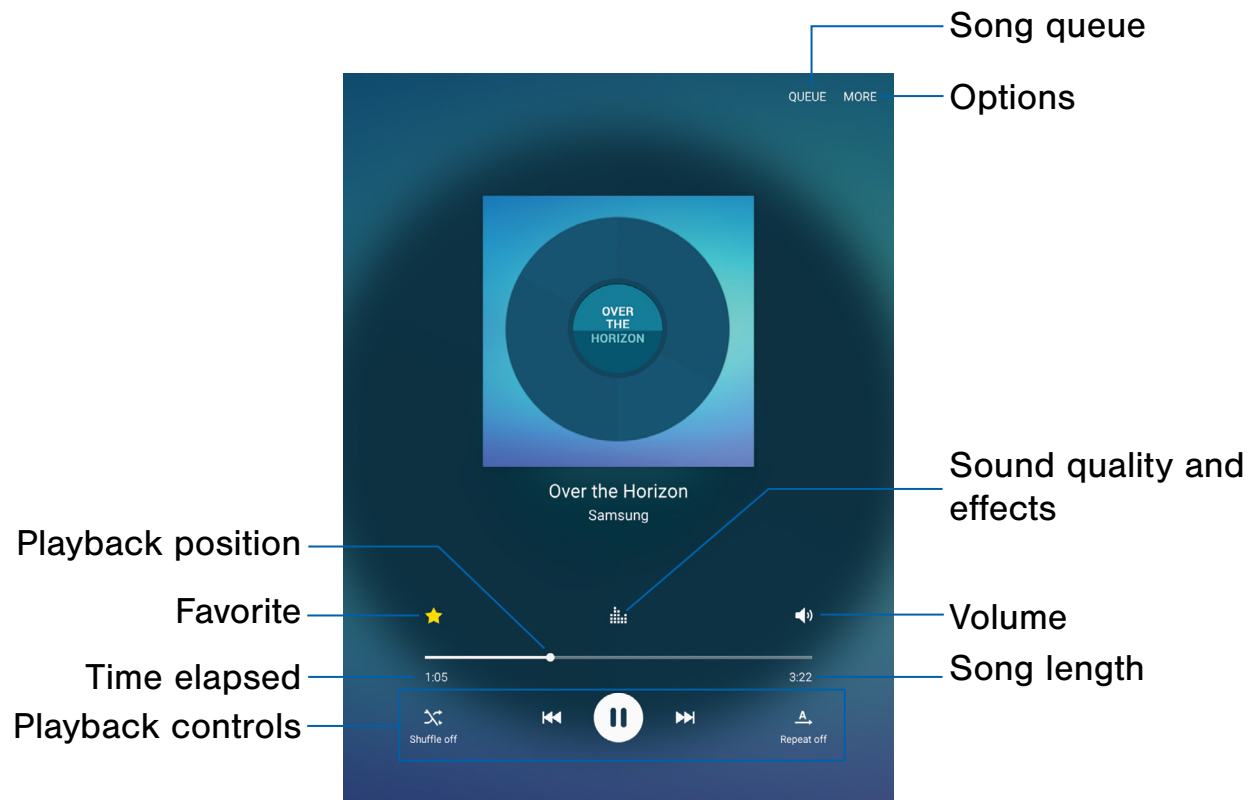 Song queue
QUEUE MORE
Options
OVER
THE
HORIZON
Over the Horizon
Samsung
Sound quality and
effects
Playback position
Favorite
Volume
Time elapsed
1:05
3:22
Song length
Playback controls
Shuffle off
A
Repeat off